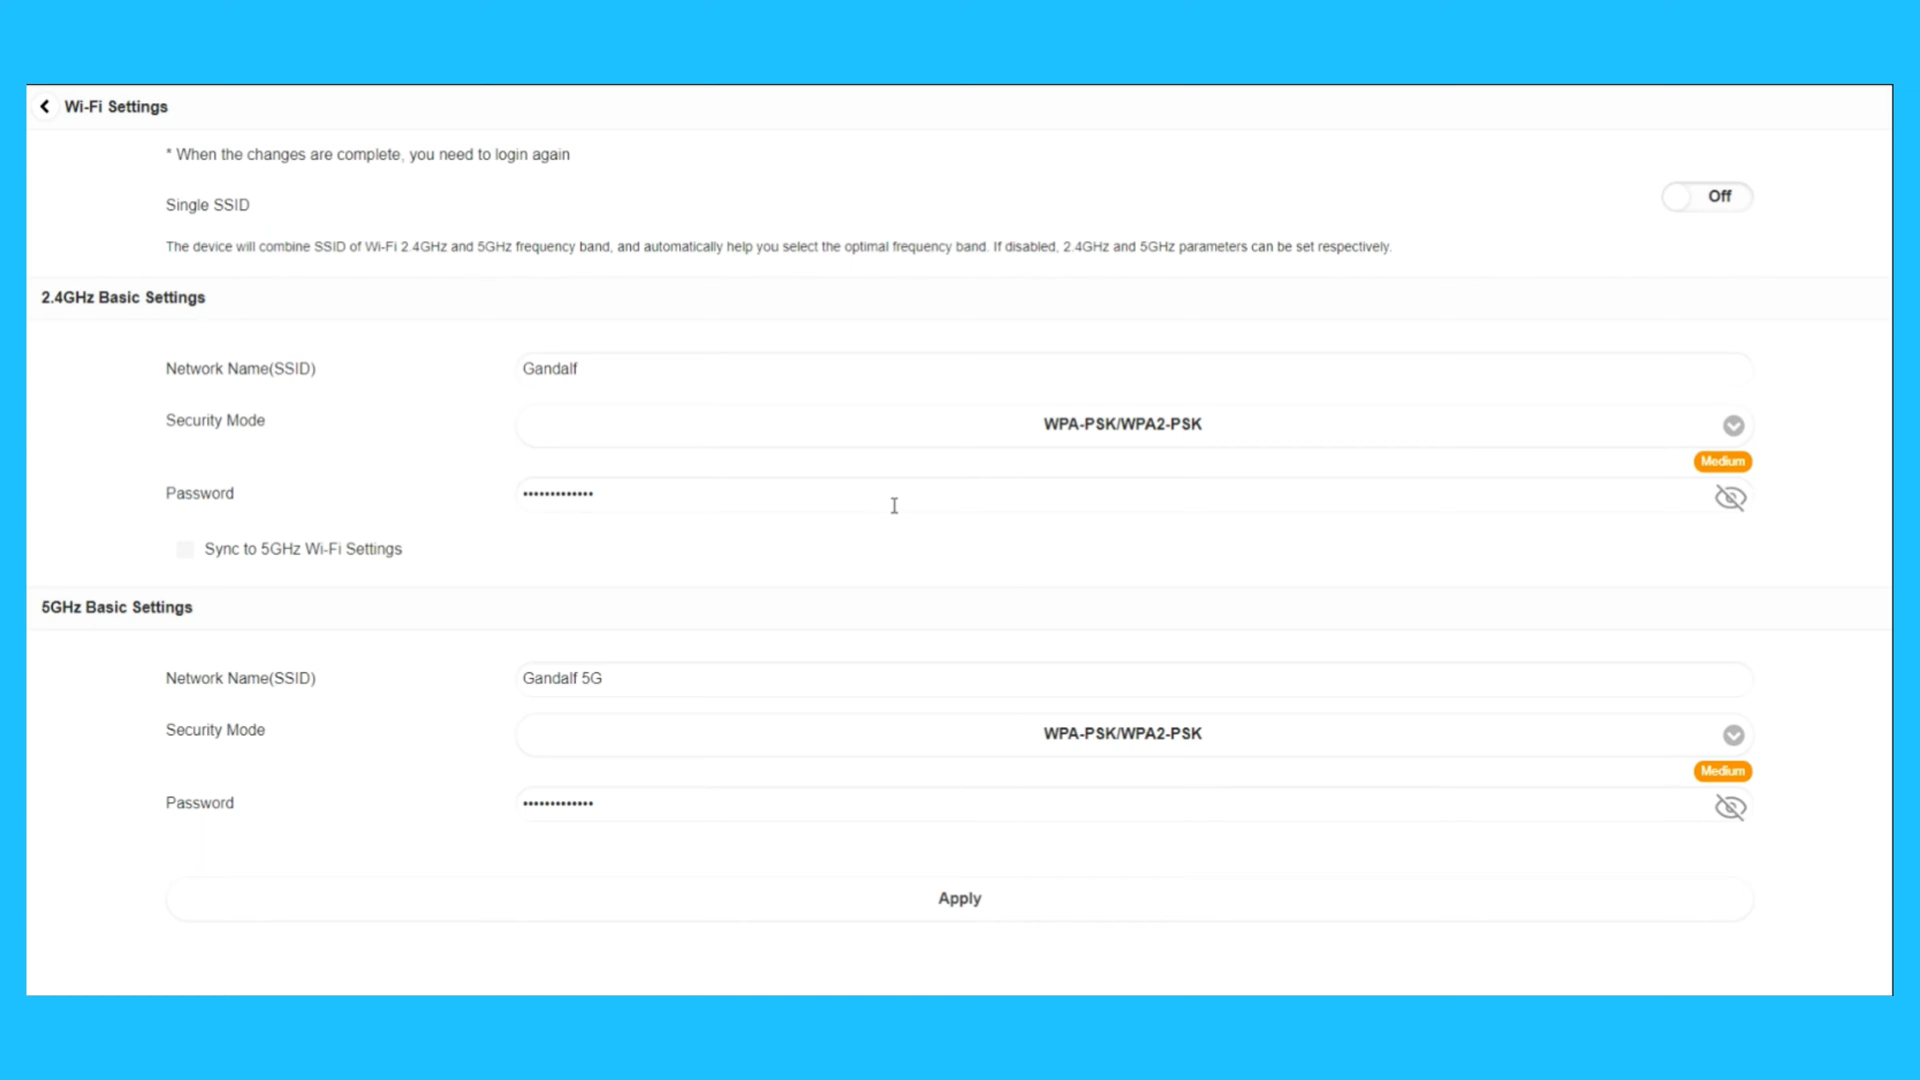 Wi-Fi Settings
* When the changes are complete, you need to login again
Single SSID
Off
The device will combine SSID of Wi-Fi 2.4GHz and 5GHz frequency band, and automatically help you select the optimal frequency band. If disabled, 2.4GHz and 5GHz parameters can be set respectively.
2.4GHz Basic Settings
Network Name(SSID) Gandalf
Security Mode WPA-PSK/WPA2-PSK
Medium
Password •••••••••••••
Sync to 5GHz Wi-Fi Settings
5GHz Basic Settings
Network Name(SSID) Gandalf 5G
Security Mode WPA-PSK/WPA2-PSK
Medium
Password •••••••••••••
Apply